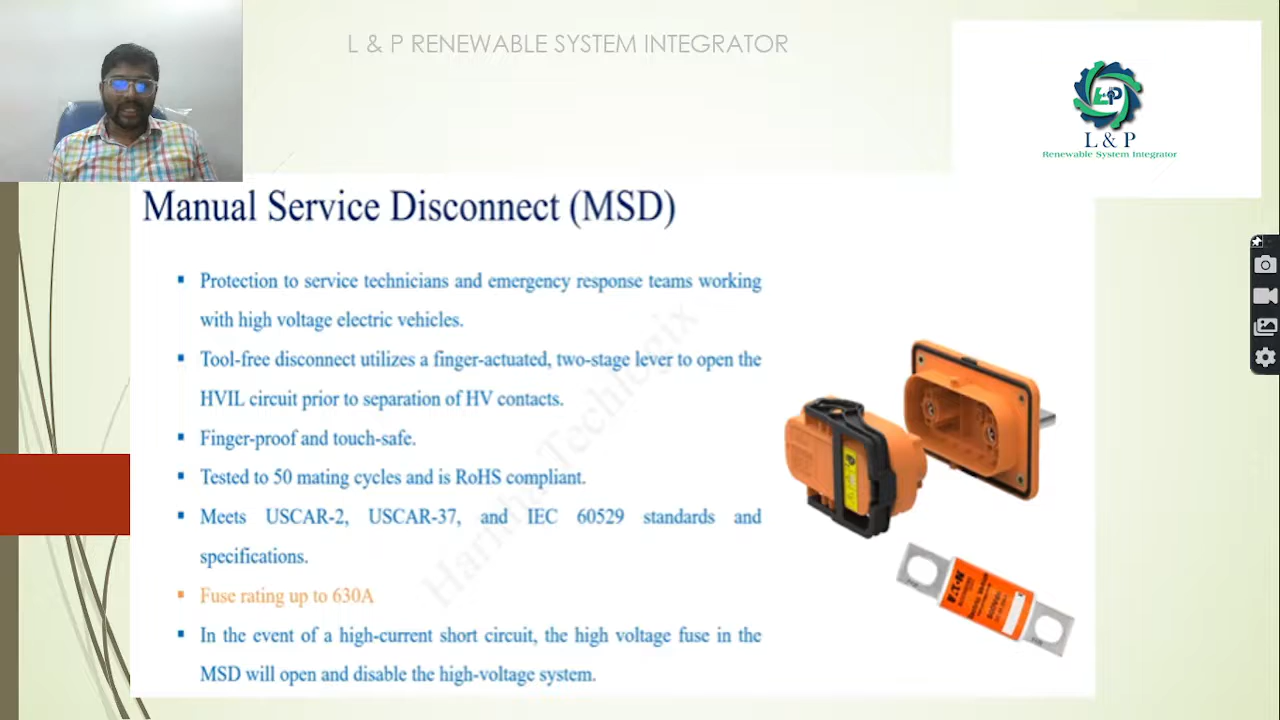 L & P RENEWABLE SYSTEM INTEGRATOR
L & P
L & P
Renewable System Integrator
Manual Service Disconnect (MSD)
▪ Protection to service technicians and emergency response teams working
with high voltage electric vehicles.
▪ Tool-free disconnect utilizes a finger-actuated, two-stage lever to open the
HVIL circuit prior to separation of HV contacts.
▪ Finger-proof and touch-safe.
▪ Tested to 50 mating cycles and is RoHS compliant.
▪ Meets USCAR-2, USCAR-37, and IEC 60529 standards and
specifications.
▪ Fuse rating up to 630A
▪ In the event of a high-current short circuit, the high voltage fuse in the
MSD will open and disable the high-voltage system.
EATON